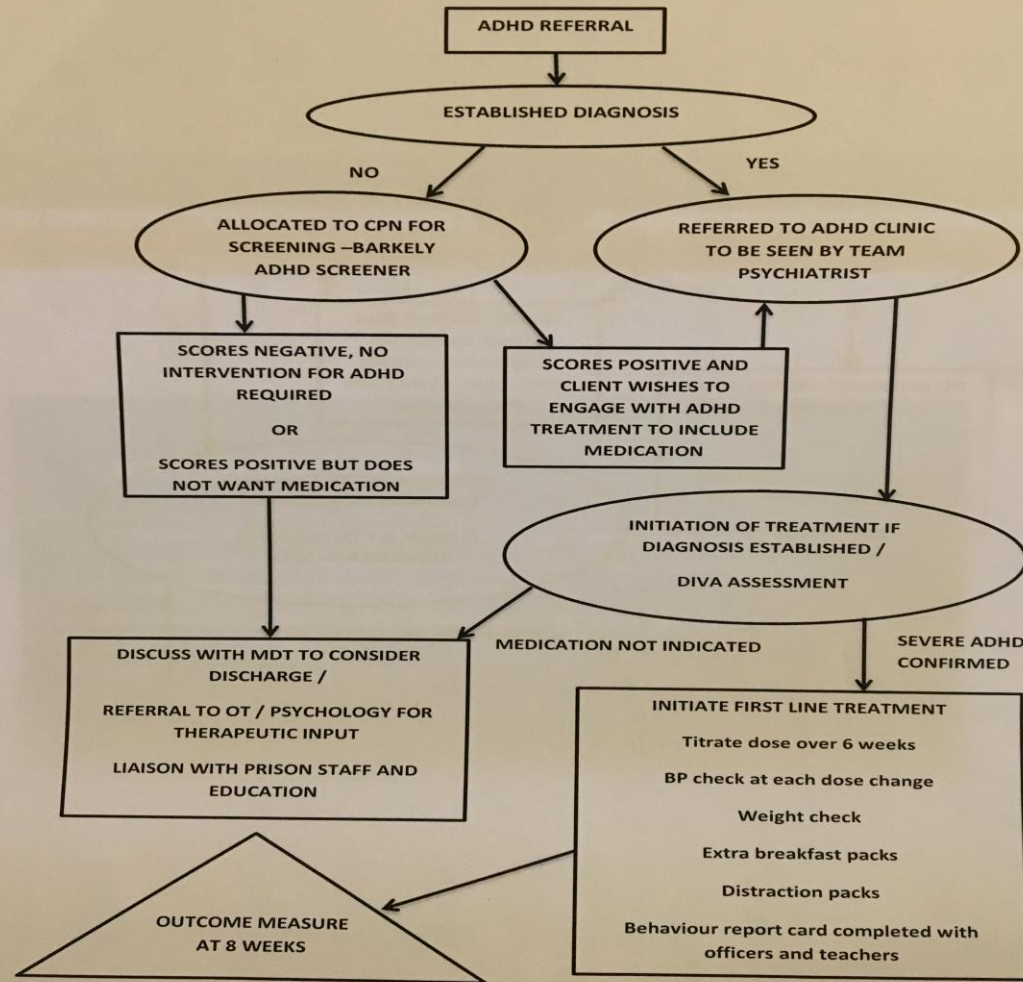 ADHD REFERRAL
ESTABLISHED DIAGNOSIS
NO
YES
ALLOCATED TO CPN FOR
SCREENING –BARKELY
ADHD SCREENER
REFERRED TO ADHD CLINIC
TO BE SEEN BY TEAM
PSYCHIATRIST
SCORES NEGATIVE, NO
INTERVENTION FOR ADHD
REQUIRED
OR
SCORES POSITIVE BUT DOES
NOT WANT MEDICATION
SCORES POSITIVE AND
CLIENT WISHES TO
ENGAGE WITH ADHD
TREATMENT TO INCLUDE
MEDICATION
INITIATION OF TREATMENT IF
DIAGNOSIS ESTABLISHED /
DIVA ASSESSMENT
MEDICATION NOT INDICATED
SEVERE ADHD
CONFIRMED
DISCUSS WITH MDT TO CONSIDER
DISCHARGE /
REFERRAL TO OT / PSYCHOLOGY FOR
THERAPEUTIC INPUT
LIAISON WITH PRISON STAFF AND
EDUCATION
INITIATE FIRST LINE TREATMENT
Titrate dose over 6 weeks
BP check at each dose change
Weight check
Extra breakfast packs
Distraction packs
Behaviour report card completed with
officers and teachers
OUTCOME MEASURE
AT 8 WEEKS